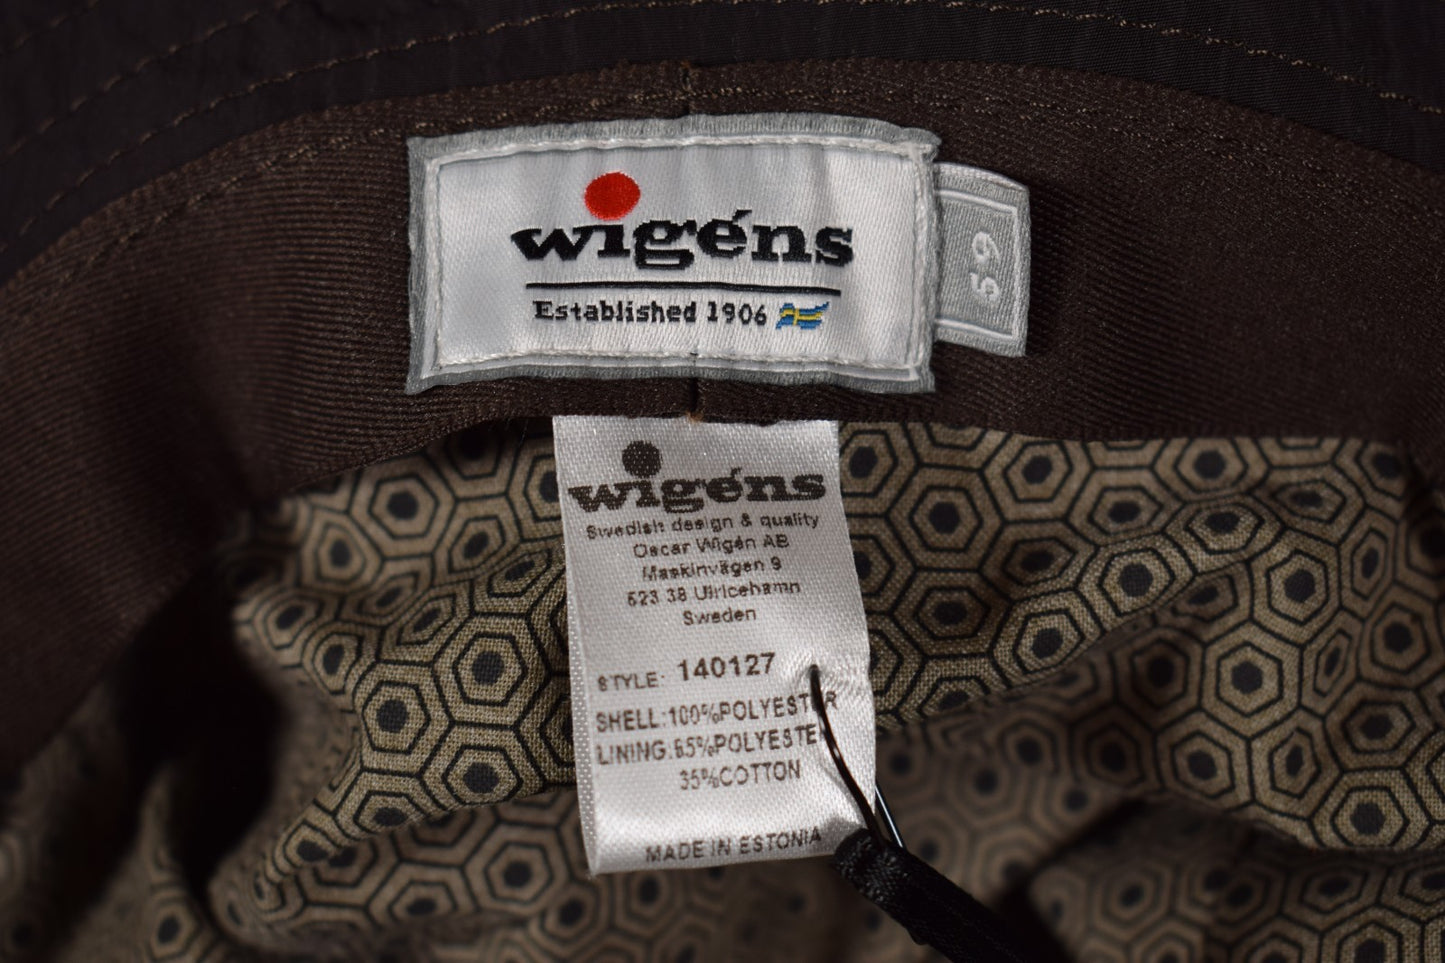 wigéns
Established 1906
59
wigéns
Swedish design & quality
Oscar Wigén AB
Maskinvägen 9
523 38 Ulricehamn
Sweden
STYLE: 140127
SHELL:100%POLYESTER
LINING:65%POLYESTE
35%COTTON
MADE IN ESTONIA